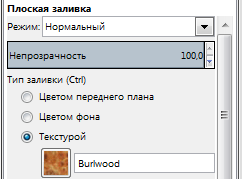 Плоская заливка
Режим: Нормальный
Непрозрачность 100,0
Тип заливки (Ctrl)
Цветом переднего плана
Цветом фона
Текстурой
Burlwood